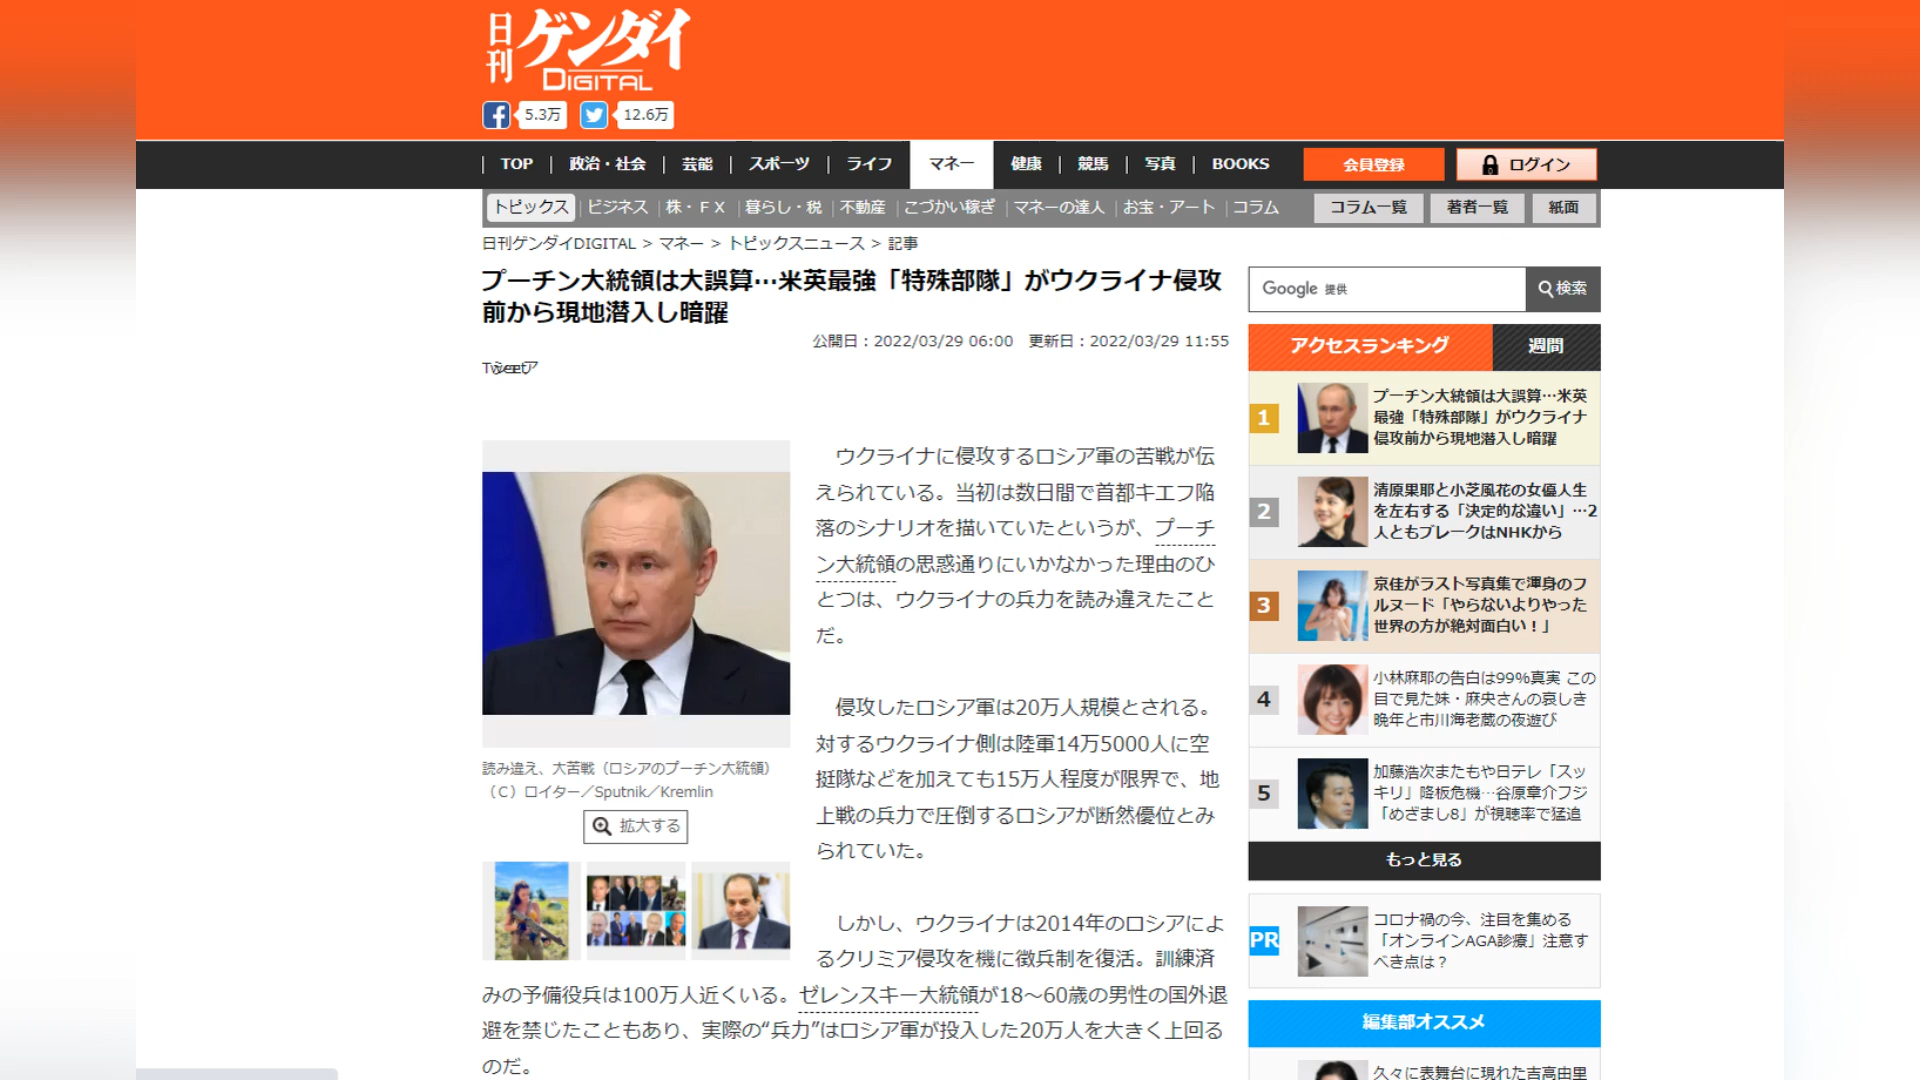 日刊ゲンダイ
DIGITAL
5.3万
12.6万
TOP
政治・社会
芸能
スポーツ
ライフ
マネー
健康
競馬
写真
BOOKS
会員登録
ログイン
トピックス
ビジネス
株・FX
暮らし・税
不動産
こづかい稼ぎ
マネーの達人
お宝・アート
コラム
コラム一覧
著者一覧
紙面
日刊ゲンダイDIGITAL > マネー > トピックスニュース > 記事
プーチン大統領は大誤算…米英最強「特殊部隊」がウクライナ侵攻
前から現地潜入し暗躍
公開日：2022/03/29 06:00 更新日：2022/03/29 11:55
ウクライナに侵攻するロシア軍の苦戦が伝
えられている。当初は数日間で首都キエフ陥
落のシナリオを描いていたというが、プーチ
ン大統領の思惑通りにいかなかった理由のひ
とつは、ウクライナの兵力を読み違えたこと
だ。
侵攻したロシア軍は20万人規模とされる。
対するウクライナ側は陸軍14万5000人に空
挺隊などを加えても15万人程度が限界で、地
上戦の兵力で圧倒するロシアが断然優位とみ
られていた。
しかし、ウクライナは2014年のロシアによ
るクリミア侵攻を機に徴兵制を復活。訓練済
みの予備役兵は100万人近くいる。ゼレンスキー大統領が18～60歳の男性の国外退
避を禁じたこともあり、実際の“兵力”はロシア軍が投入した20万人を大きく上回る
のだ。
読み違え、大苦戦（ロシアのプーチン大統領）
（C）ロイター／Sputnik／Kremlin
拡大する
Google 提供
検索
アクセスランキング
週間
1
プーチン大統領は大誤算…米英
最強「特殊部隊」がウクライナ
侵攻前から現地潜入し暗躍
2
清原果耶と小芝風花の女優人生
を左右する「決定的な違い」…2
人ともブレークはNHKから
3
京佳がラスト写真集で渾身のフ
ルヌード「やらないよりやった
世界の方が絶対面白い！」
4
小林麻耶の告白は99%真実 この
目で見た妹・麻央さんの哀しき
晩年と市川海老蔵の夜遊び
5
加藤浩次またもや日テレ「スッ
キリ」降板危機…谷原章介フジ
「めざまし8」が視聴率で猛追
もっと見る
PR
コロナ禍の今、注目を集める
「オンラインAGA診療」注意す
べき点は？
編集部オススメ
久々に表舞台に現れた吉高由里